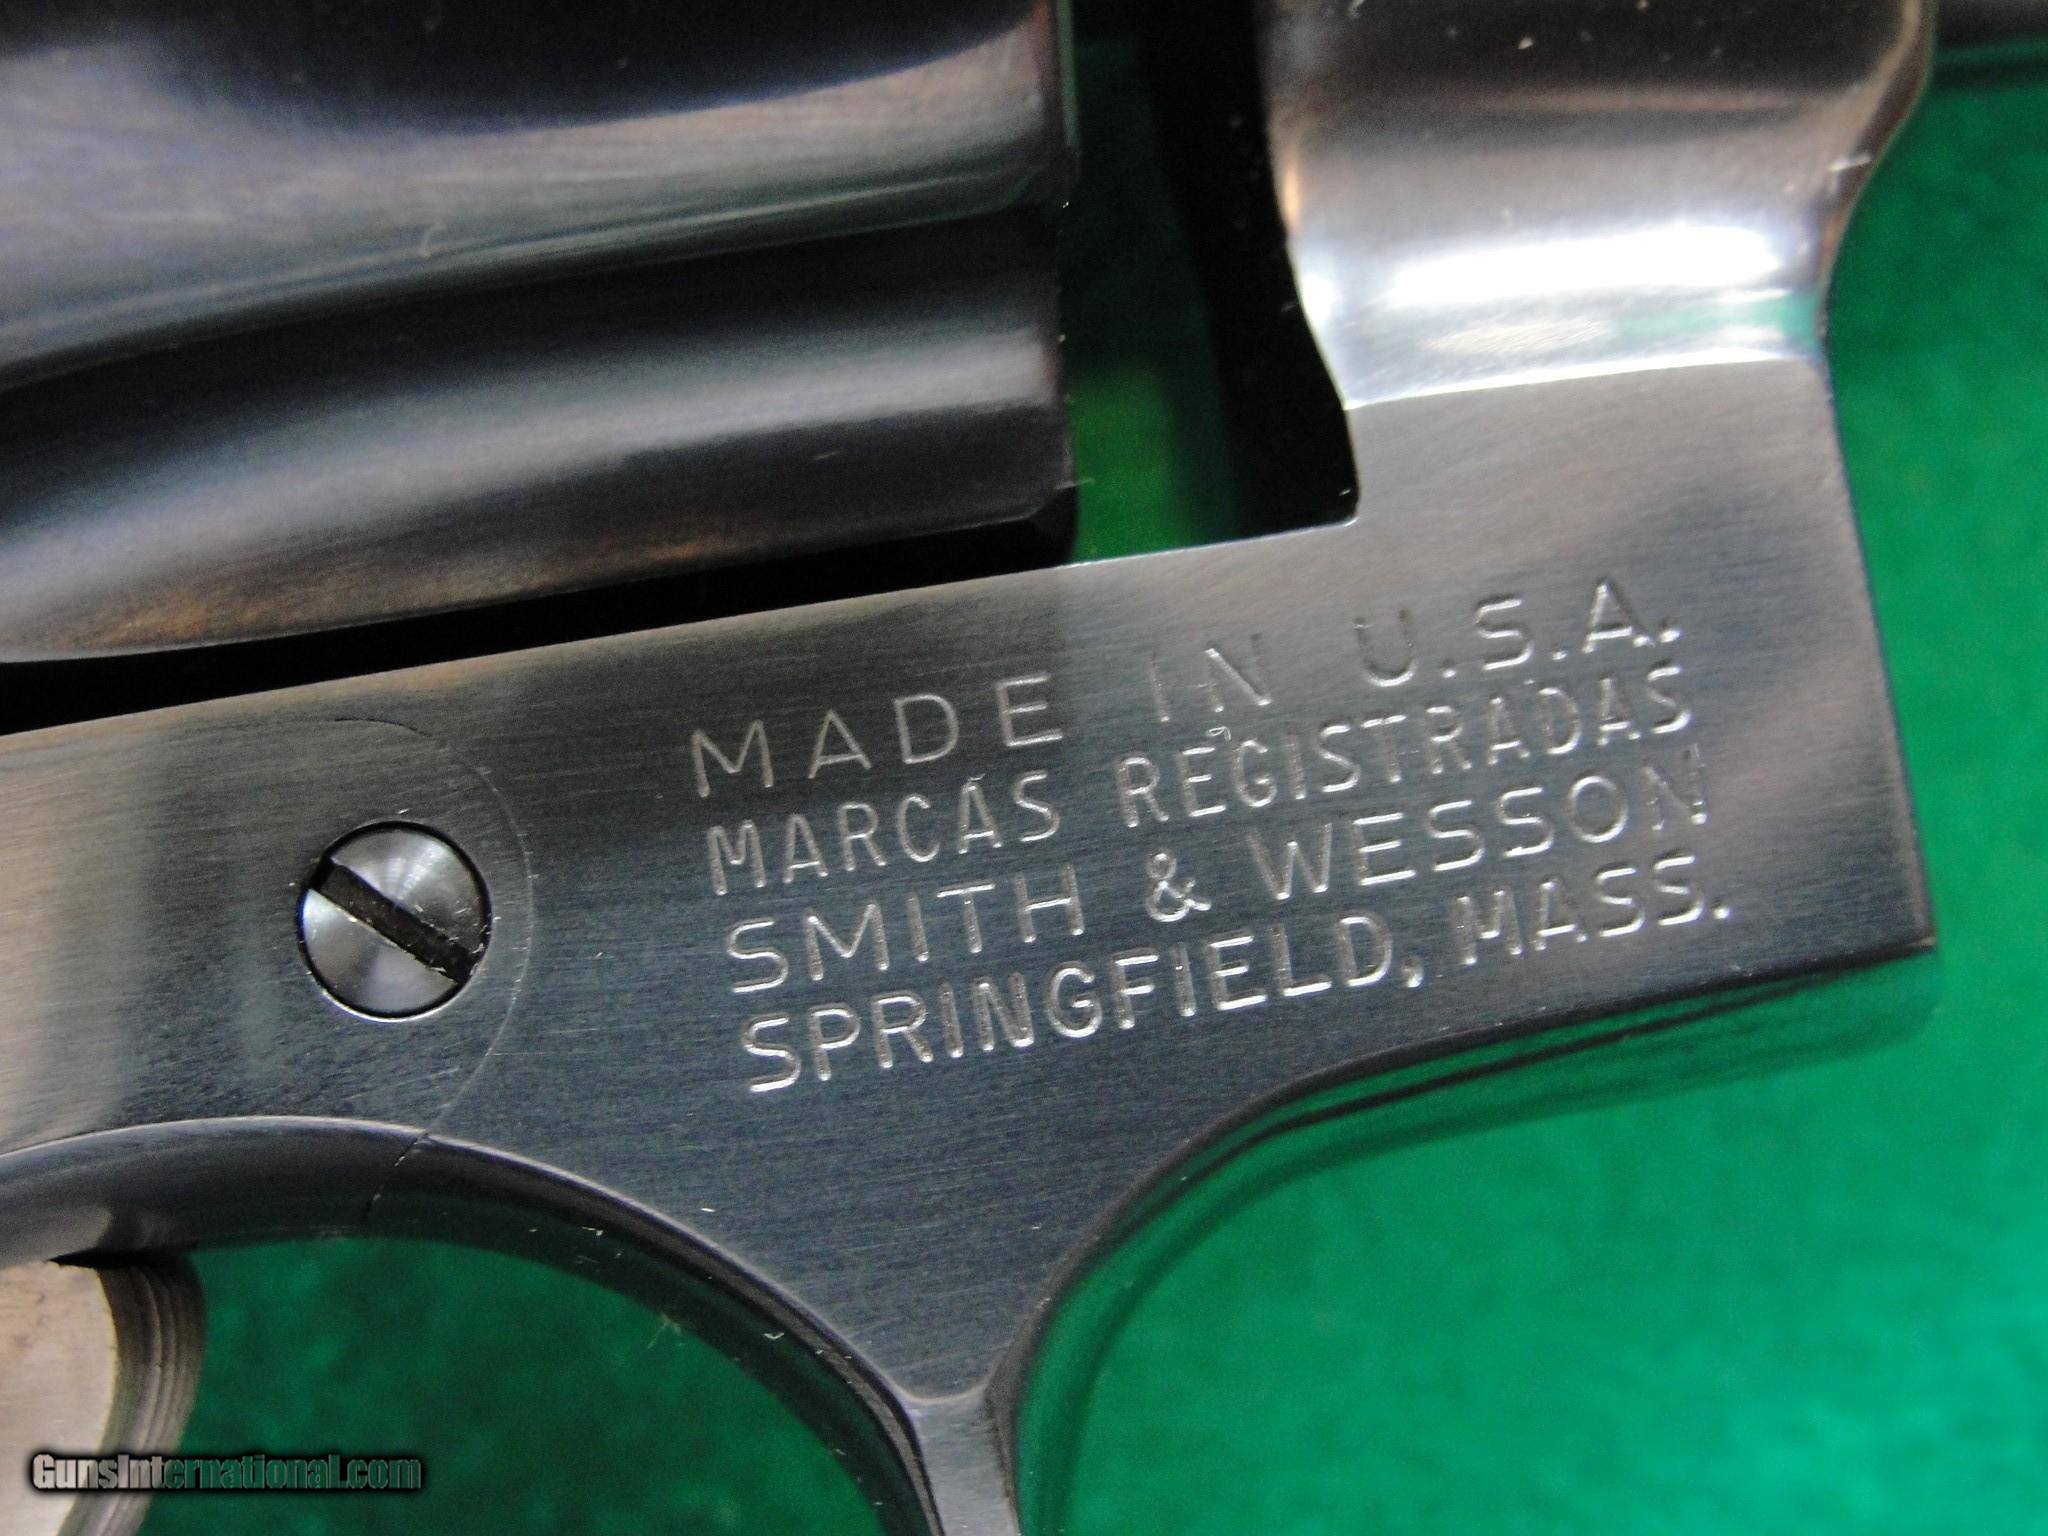 MADE IN U.S.A.
MARCAS REGISTRADAS
SMITH & WESSON
SPRINGFIELD, MASS.
GunsInternational.com